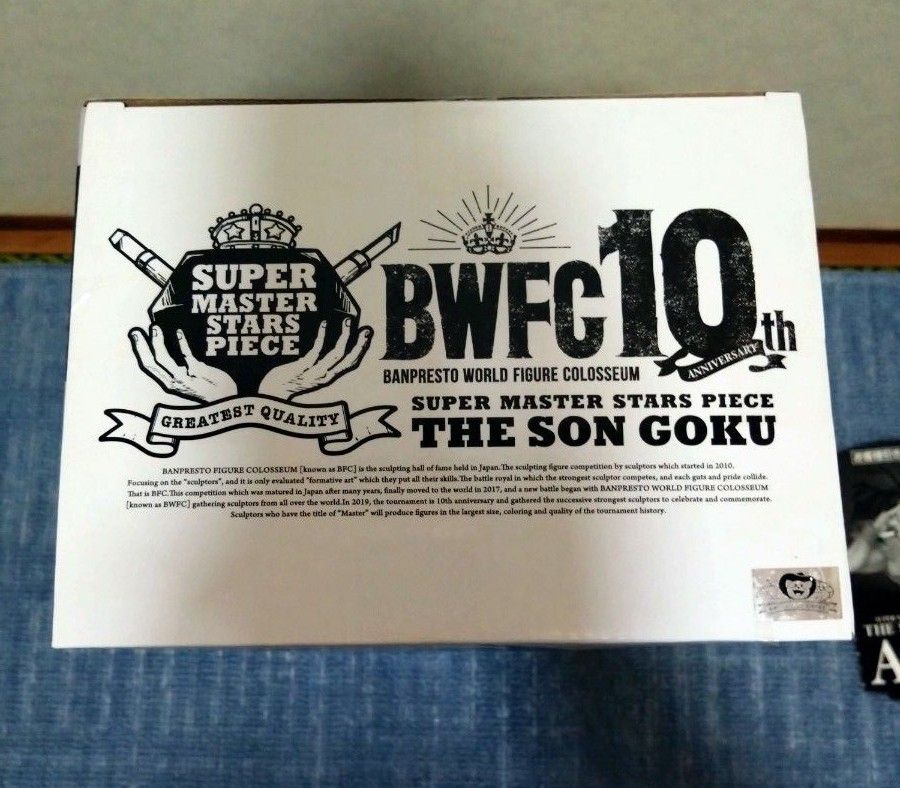 SUPER
MASTER
STARS
PIECE
GREATEST QUALITY
BWFC 10th
ANNIVERSARY
BANPRESTO WORLD FIGURE COLOSSEUM
SUPER MASTER STARS PIECE
THE SON GOKU
BANPRESTO FIGURE COLOSSEUM [known as BFC] is the sculpting hall of fame held in Japan.The sculpting figure competition by sculptors which started in 2010.
Focusing on the "sculptors", and it is only evaluated "formative art" which they put all their skills.The battle royal in which the strongest sculptor competes, and each guts and pride collide.
That is BFC.This competition which was matured in Japan after many years, finally moved to the world in 2017, and a new battle began with BANPRESTO WORLD FIGURE COLOSSEUM
[known as BWFC] gathering sculptors from all over the world.In 2019, the tournament is 10th anniversary and gathered the successive strongest sculptors to celebrate and commemorate.
Sculptors who have the title of "Master" will produce figures in the largest size, coloring and quality of the tournament history.
THE
A